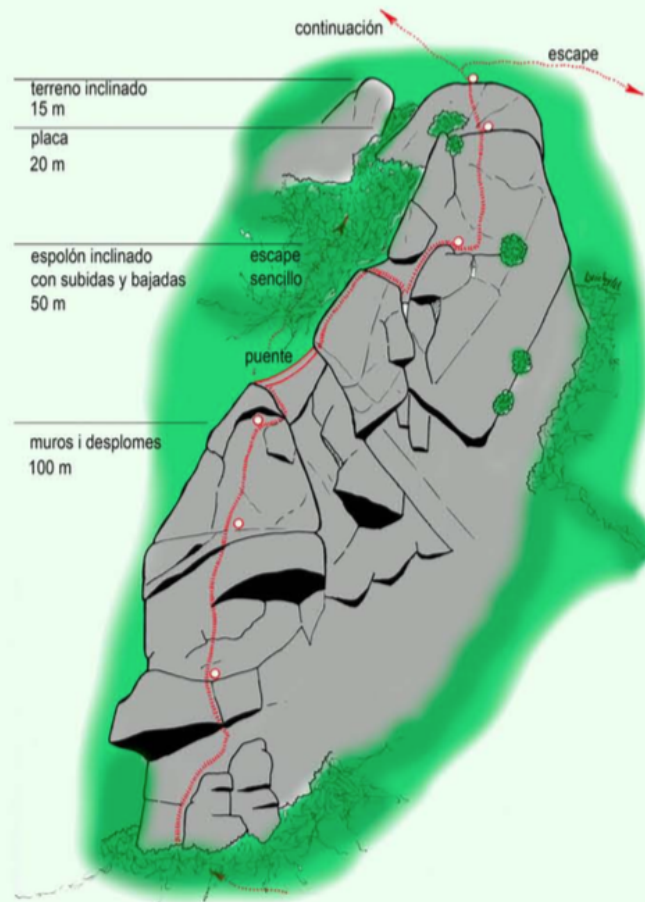 continuación
escape
terreno inclinado
15 m
placa
20 m
espolón inclinado
con subidas y bajadas
50 m
escape
sencillo
puente
muros i desplomes
100 m